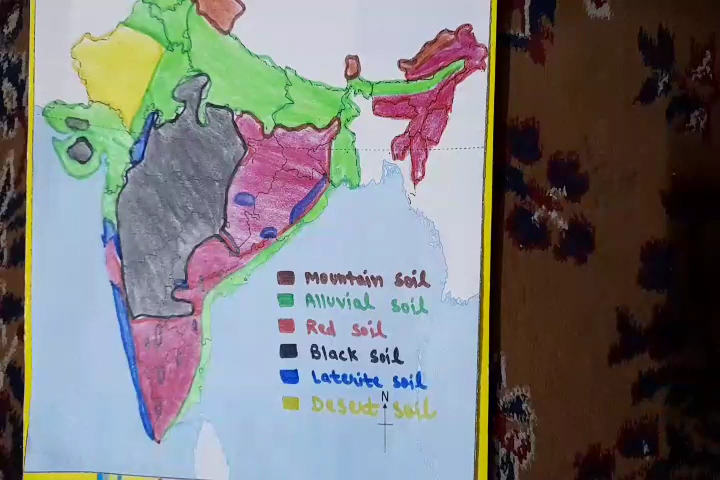 Mountain soil
Alluvial soil
Red soil
Black soil
Laterite soil
N
Desert soil